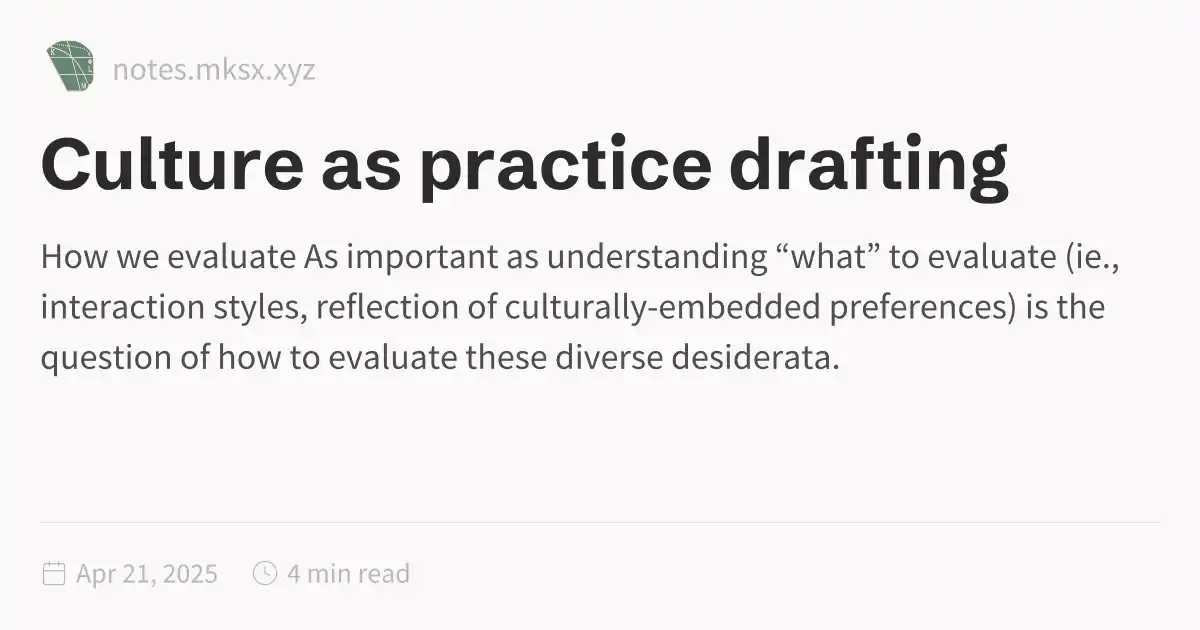 notes.mksx.xyz
Culture as practice drafting
How we evaluate As important as understanding “what” to evaluate (ie.,
interaction styles, reflection of culturally-embedded preferences) is the
question of how to evaluate these diverse desiderata.
Apr 21, 2025 4 min read